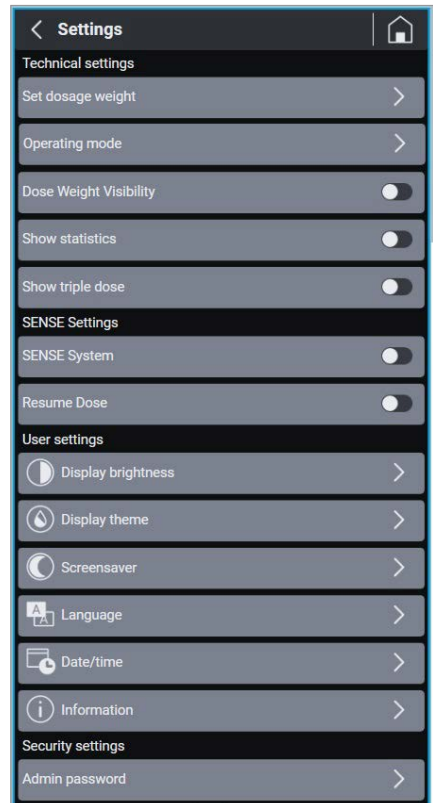 Settings
Technical settings
Set dosage weight
Operating mode
Dose Weight Visibility
Show statistics
Show triple dose
SENSE Settings
SENSE System
Resume Dose
User settings
Display brightness
Display theme
Screensaver
A
A
Language
Date/time
i
Information
Security settings
Admin password